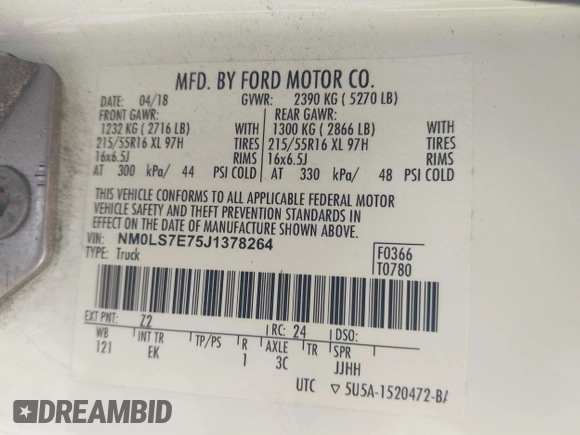 MFD. BY FORD MOTOR CO.
DATE: 04/18 GVWR: 2390 KG ( 5270 LB)
FRONT GAWR: REAR GAWR:
1232 KG ( 2716 LB) WITH 1300 KG ( 2866 LB) WITH
215/55R16 XL 97H TIRES 215/55R16 XL 97H TIRES
16x6.5J RIMS 16x6.5J RIMS
AT 300 kPa/ 44 PSI COLD AT 330 kPa/ 48 PSI COLD
THIS VEHICLE CONFORMS TO ALL APPLICABLE FEDERAL MOTOR
VEHICLE SAFETY AND THEFT PREVENTION STANDARDS IN
EFFECT ON THE DATE OF MANUFACTURE SHOWN ABOVE.
VIN: NM0LS7E75J1378264 F0366
TYPE: Truck T0780
EXT PNT: Z2 RC: 24 DSO:
WB INT TR TP/PS R AXLE TR SPR
121 EK 1 3C JJHH
UTC ▽ 5U5A-1520472-BA
DREAMBID